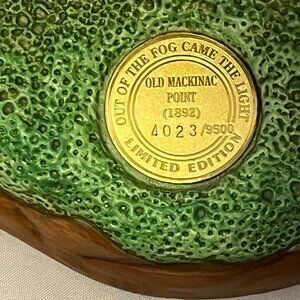 OUT OF THE FOG CAME THE LIGHT
OLD MACKINAC
POINT
(1892)
4023/9500
LIMITED EDITION